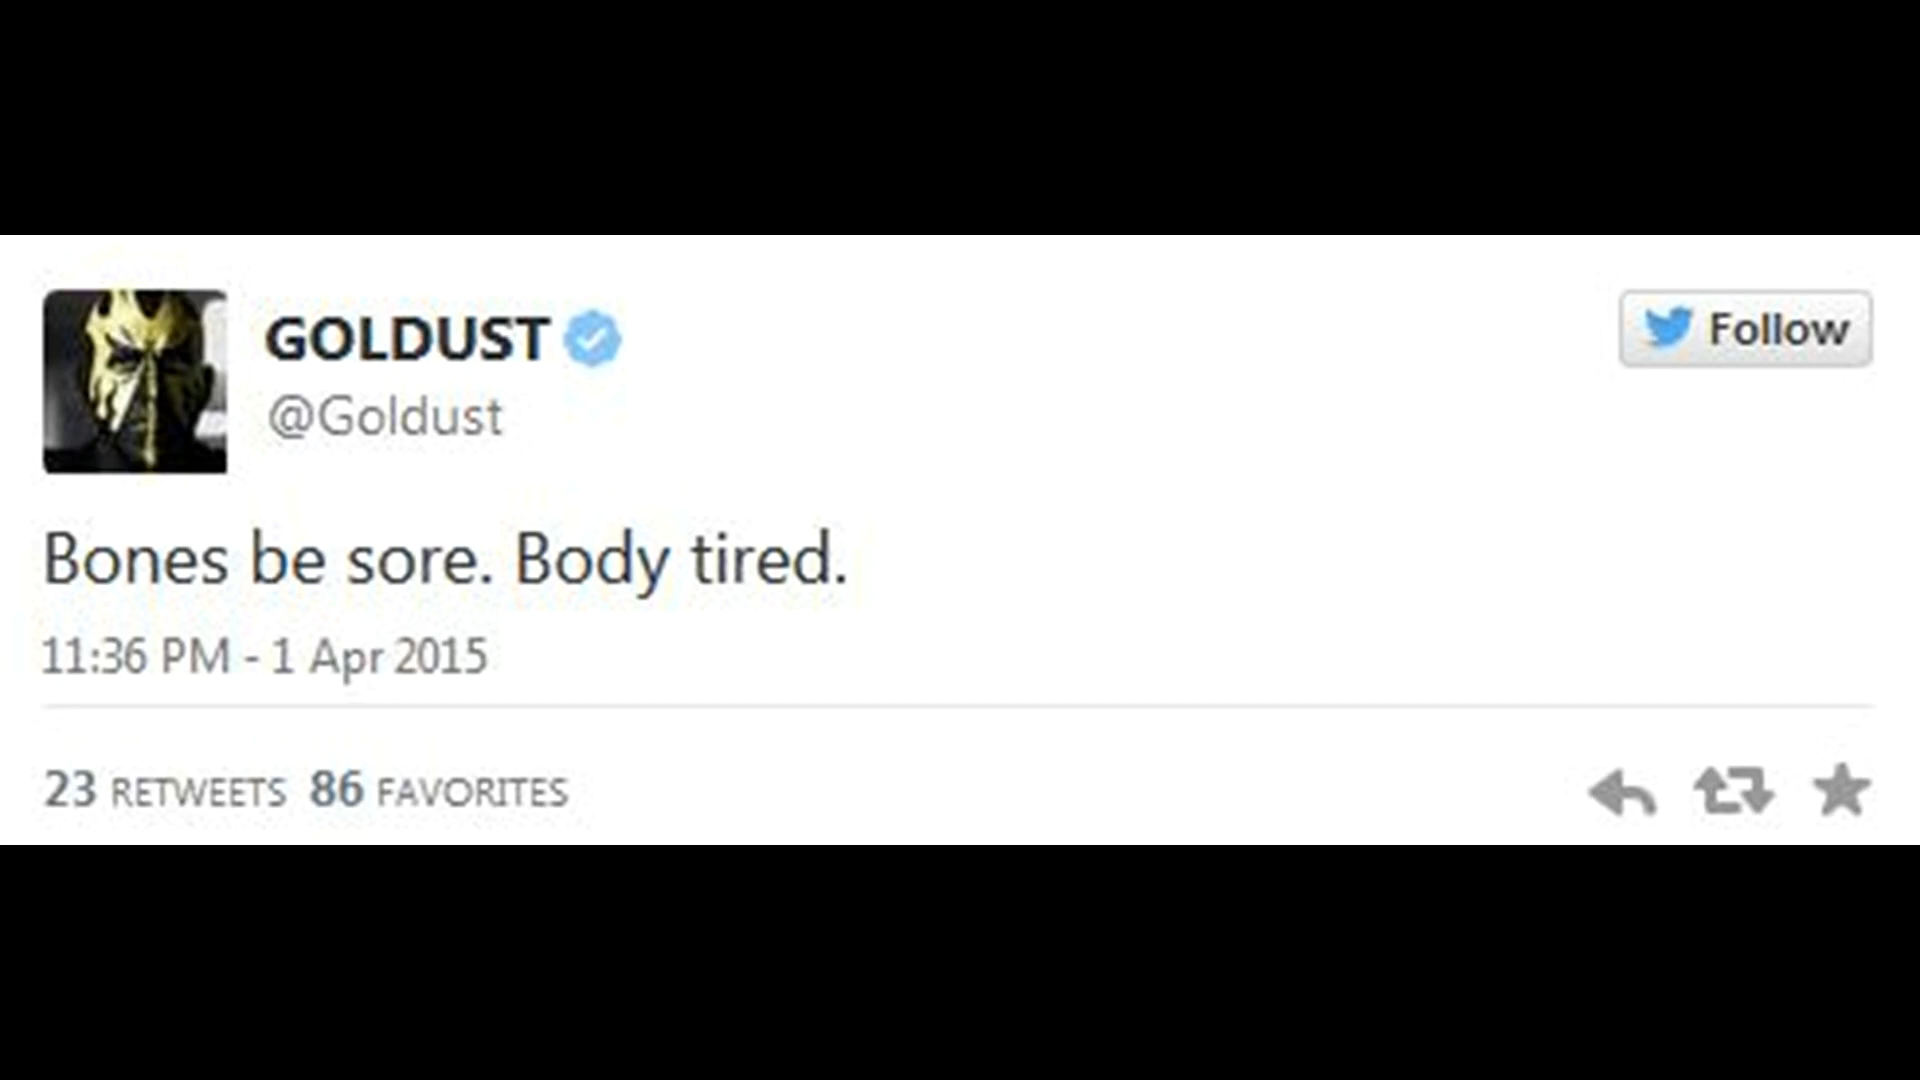 GOLDUST
@Goldust
Follow
Bones be sore. Body tired.
11:36 PM - 1 Apr 2015
23 RETWEETS 86 FAVORITES